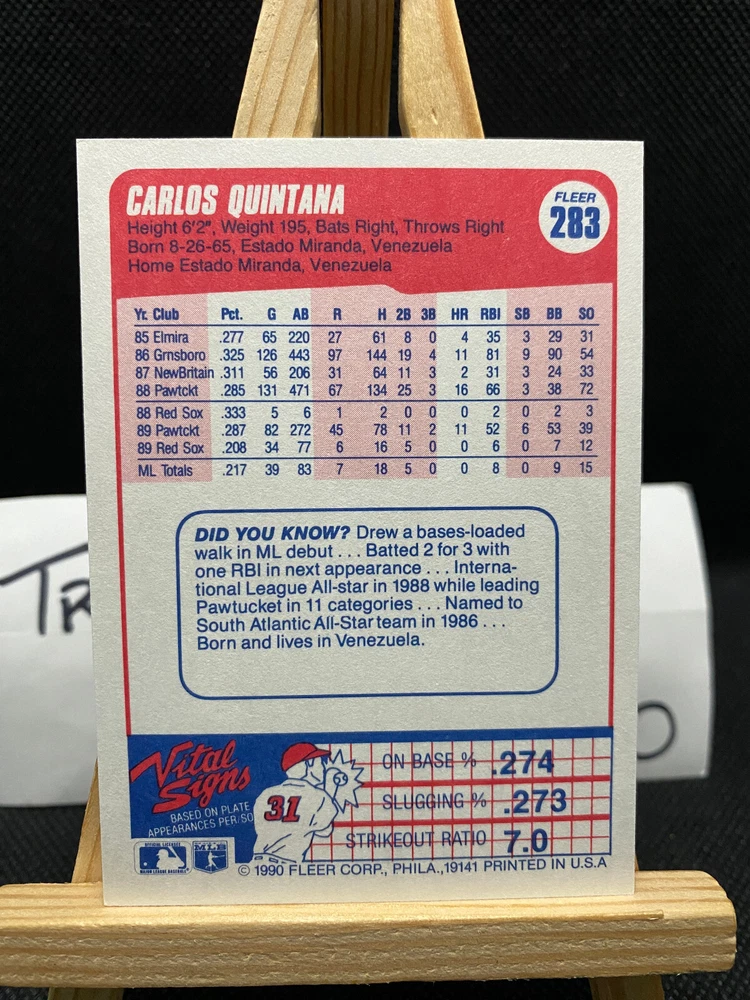 CARLOS QUINTANA
Height 6'2", Weight 195, Bats Right, Throws Right
Born 8-26-65, Estado Miranda, Venezuela
Home Estado Miranda, Venezuela
FLEER
283
Yr. Club Pct. G AB R H 2B 3B HR RBI SB BB SO
85 Elmira .277 65 220 27 61 8 0 4 35 3 29 31
86 Grnsboro .325 126 443 97 144 19 4 11 81 9 90 54
87 NewBritain .311 56 206 31 64 11 3 2 31 3 24 33
88 Pawtckt .285 131 471 67 134 25 3 16 66 3 38 72
88 Red Sox .333 5 6 1 2 0 0 0 2 0 2 3
89 Pawtckt .287 82 272 45 78 11 2 11 52 6 53 39
89 Red Sox .208 34 77 6 16 5 0 0 6 0 7 12
ML Totals .217 39 83 7 18 5 0 0 8 0 9 15
DID YOU KNOW? Drew a bases-loaded
walk in ML debut . . . Batted 2 for 3 with
one RBI in next appearance . . . Interna-
tional League All-star in 1988 while leading
Pawtucket in 11 categories . . . Named to
South Atlantic All-Star team in 1986 . . .
Born and lives in Venezuela.
Vital
Signs
BASED ON PLATE
APPEARANCES PER/SO
31
ON BASE % .274
SLUGGING % .273
STRIKEOUT RATIO 7.0
MLB
© 1990 FLEER CORP., PHILA., 19141 PRINTED IN U.S.A